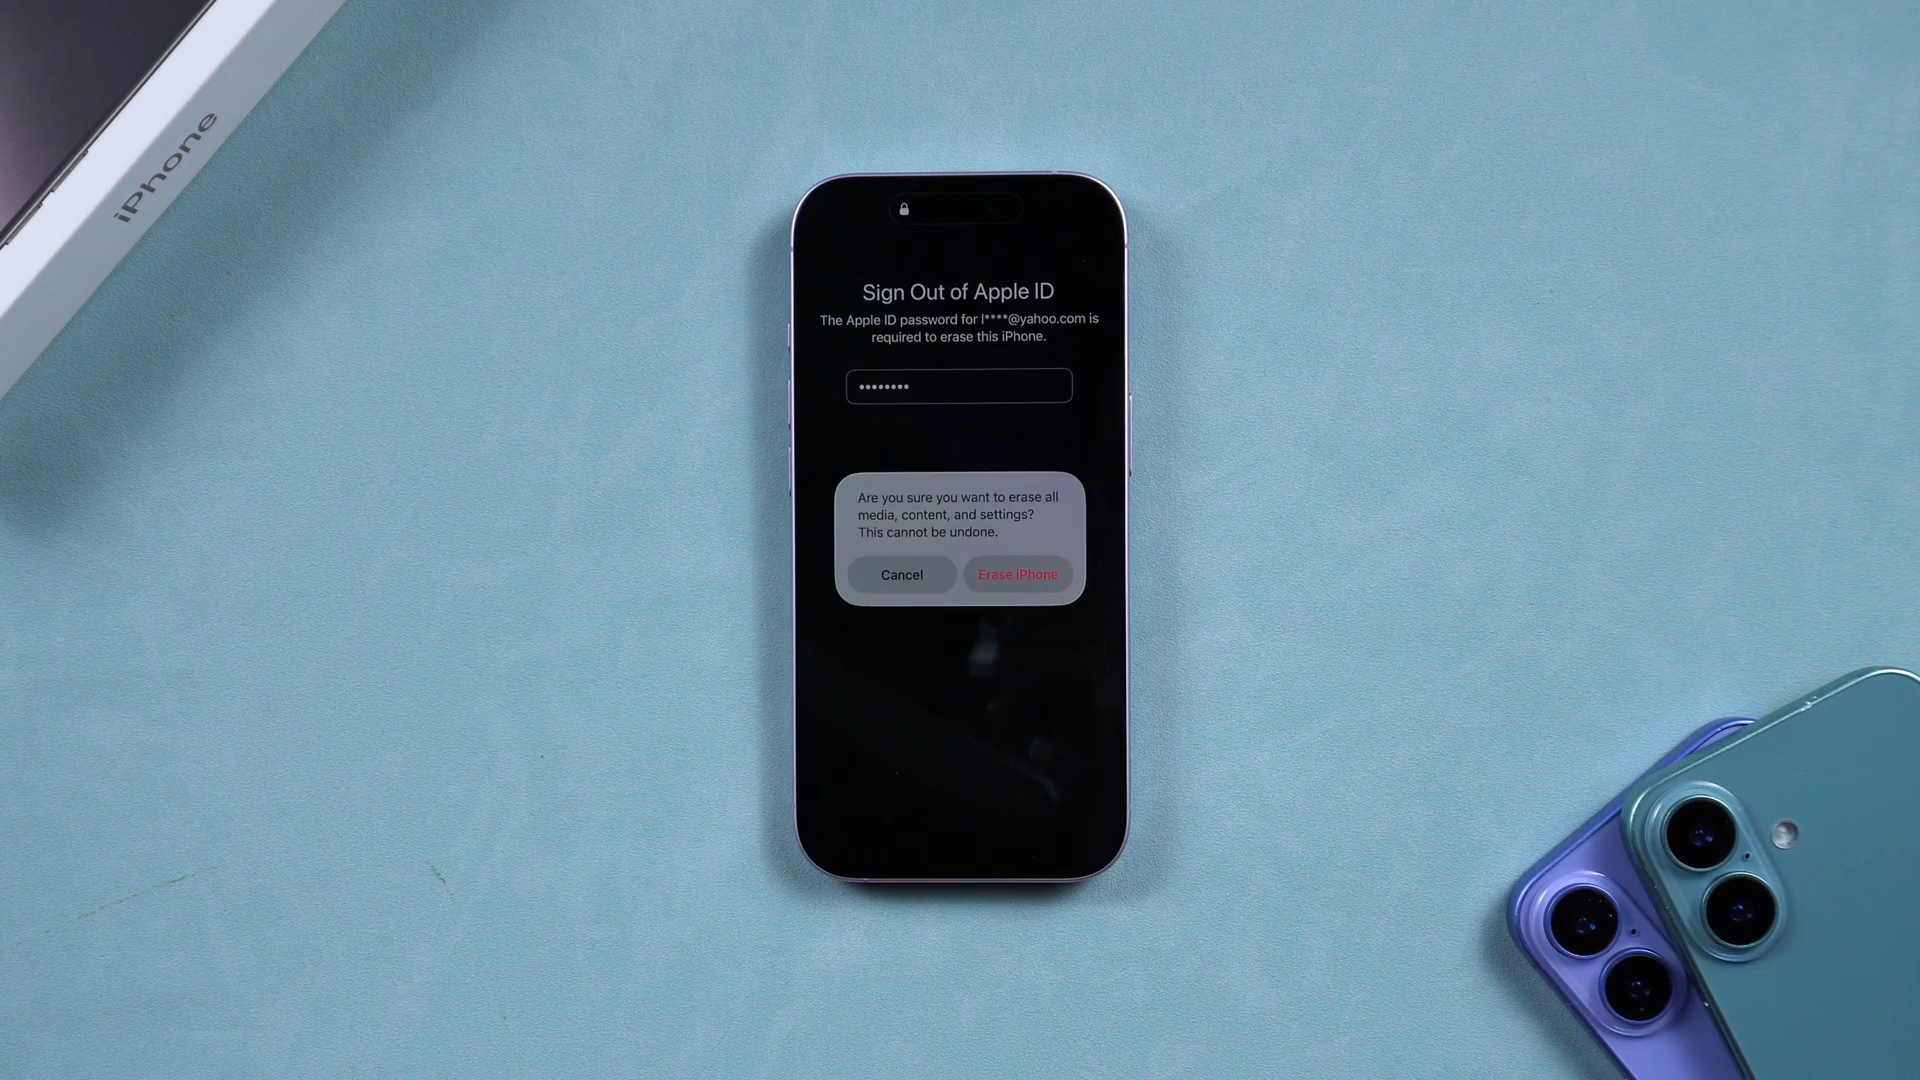 iPhone
Sign Out of Apple ID
The Apple ID password for l****@yahoo.com is
required to erase this iPhone.
••••••••
Are you sure you want to erase all
media, content, and settings?
This cannot be undone.
Cancel
Erase iPhone